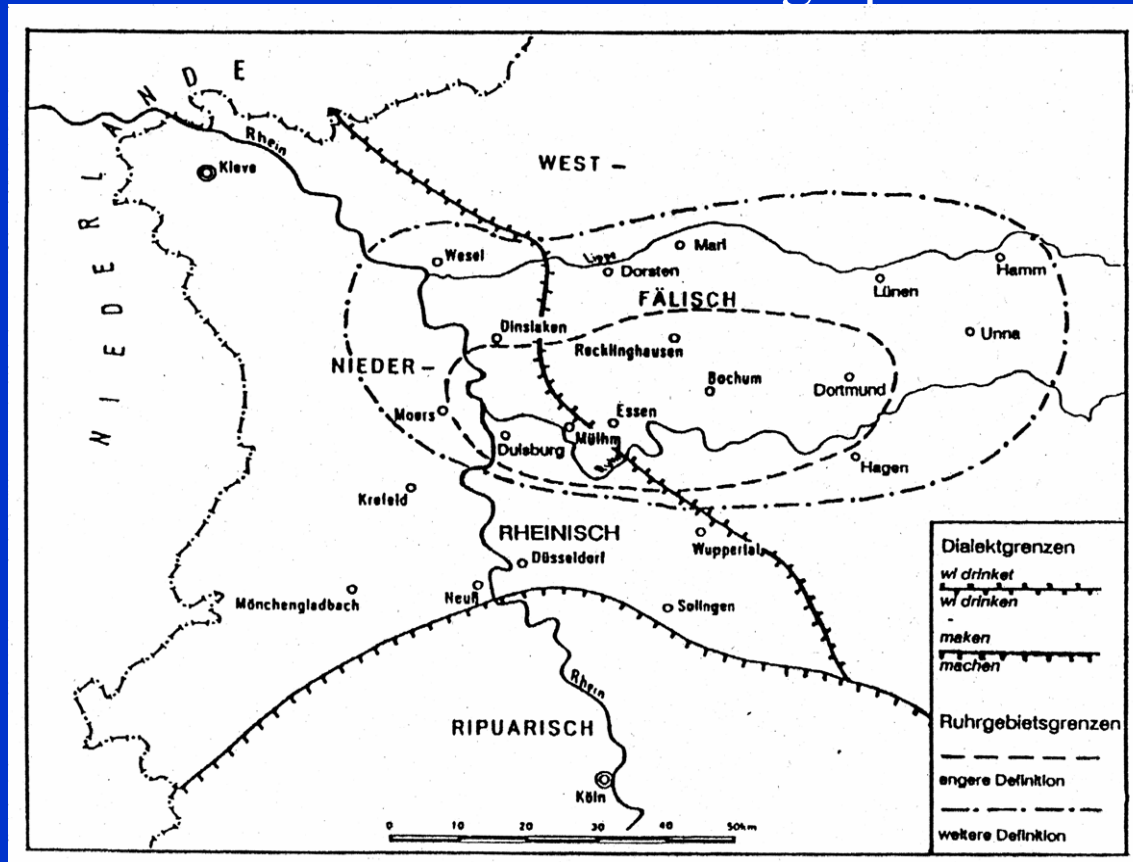 NIEDERLANDE
Rhein
Kleve
WEST –
Wesel
Lippe
Marl
Dorsten
Hamm
Lünen
FÄLISCH
Dinslaken
Recklinghausen
Unna
NIEDER –
Bochum
Dortmund
Moers
Essen
Mülhm
Duisburg
Hagen
Krefeld
RHEINISCH
Wuppertal
Düsseldorf
Neuß
Mönchengladbach
Solingen
Rhein
RIPUARISCH
Köln
0 10 20 30 40 50km
Dialektgrenzen
wi drinket
wi drinken
-
maken
machen
Ruhrgebietsgrenzen
engere Definition
weitere Definition